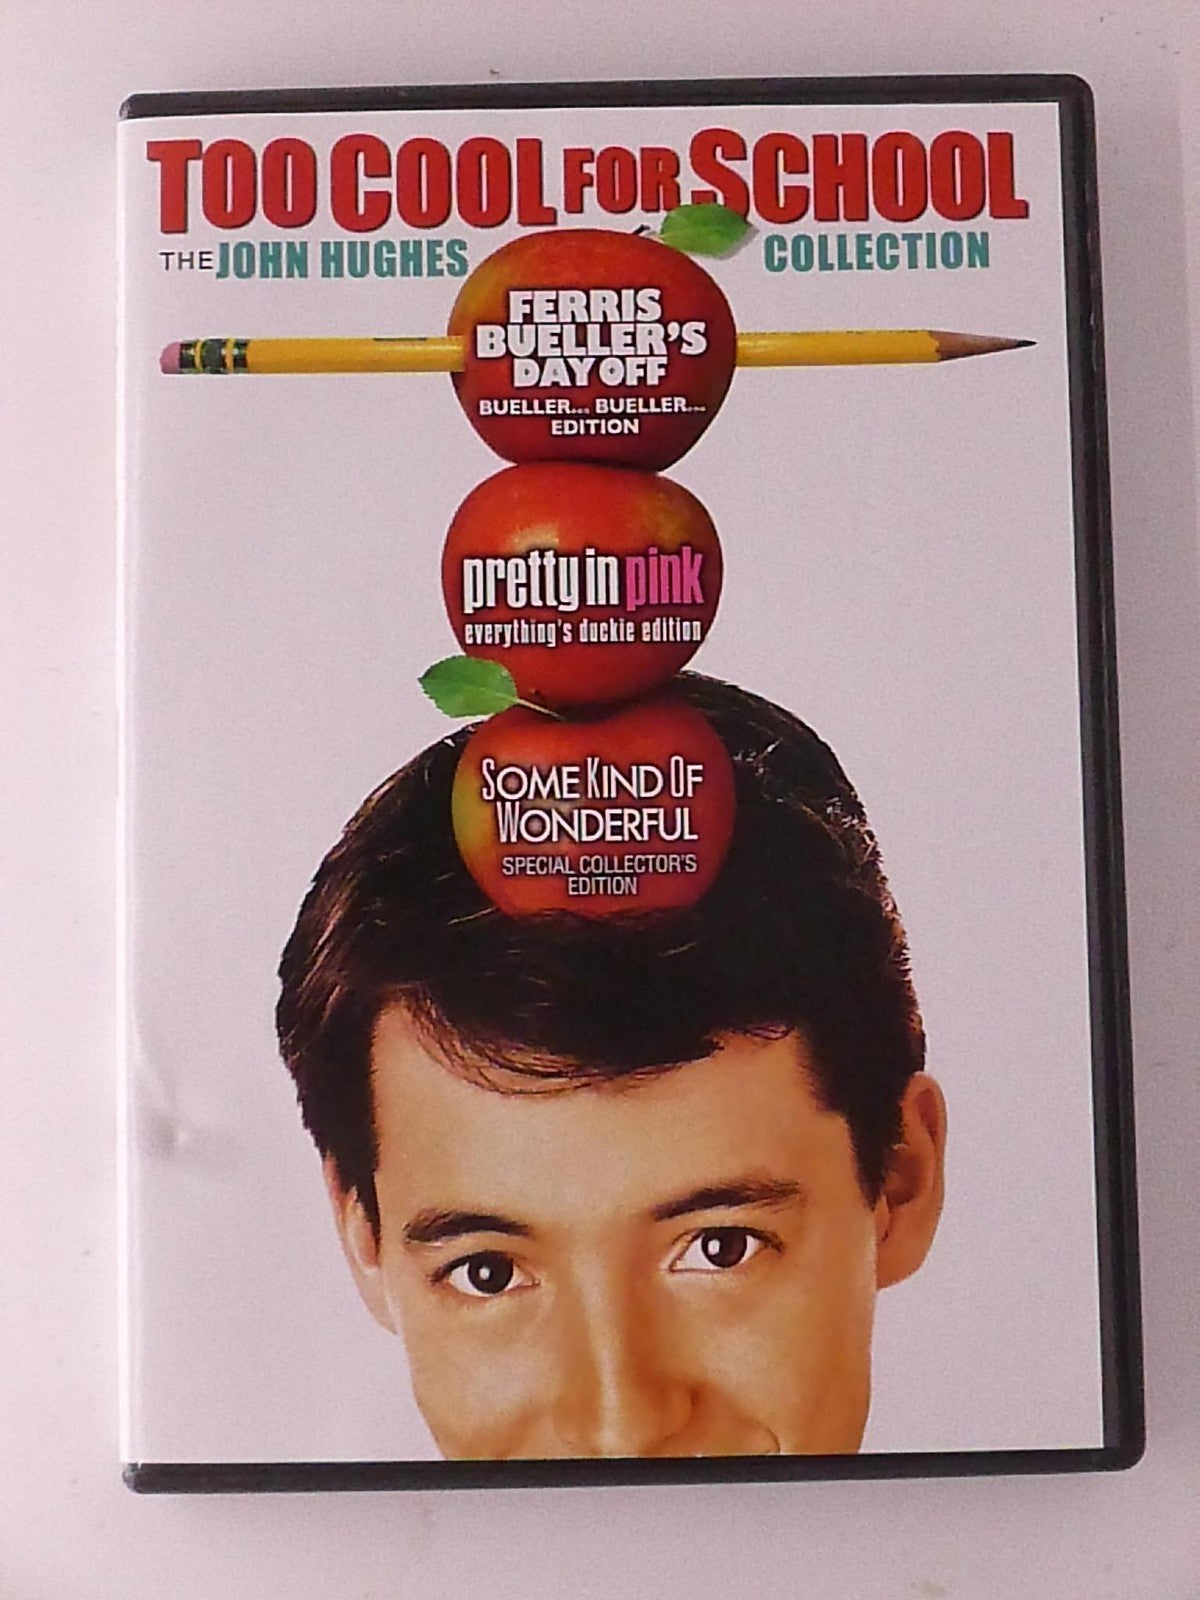 TOO COOL FOR SCHOOL
THE JOHN HUGHES COLLECTION
FERRIS
BUELLER'S
DAY OFF
BUELLER... BUELLER...
EDITION
pretty in pink
everything's duckie edition
SOME KIND OF
WONDERFUL
SPECIAL COLLECTOR'S
EDITION